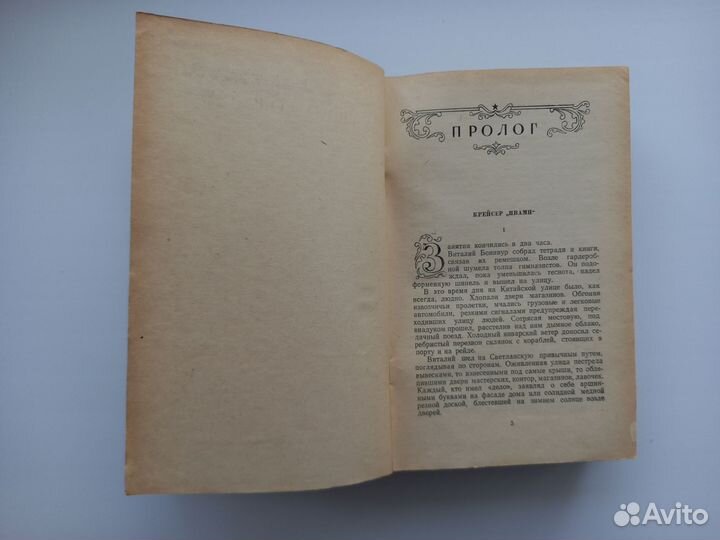 ПРОЛОГ
КРЕЙСЕР „ИВАМИ“
1
Занятия кончились в два часа.
Виталий Бонивур собрал тетради и книги,
связав их ремешком. Возле гардероб-
ной шумела толпа гимназистов. Он подо-
ждал, пока уменьшилась теснота, надел
форменную шинель и вышел на улицу.
В это время дня на Китайской улице было, как
всегда, людно. Хлопали двери магазинов. Обгоняя
извозчичьи пролетки, мчались грузовые и легковые
автомобили, резкими сигналами предупреждая пере-
ходивших улицу людей. Сотрясая мостовую, под
виадуком прошел, расстелив над ним дымное облако,
дачный поезд. Холодный январский ветер доносил се-
ребристый перезвон склянок с кораблей, стоявших в
порту и на рейде.
Виталий шел на Светланскую привычным путем,
поглядывая по сторонам. Оживленная улица пестрела
вывесками, то взнесенными под самые крыши, то обле-
пившими двери мастерских, контор, магазинов, лавочек.
Каждый, кто имел «дело», заявлял о себе аршин-
ными буквами на фасаде дома или солидной медной
резной доской, блестевшей на зимнем солнце возле
дверей.
5
Avito